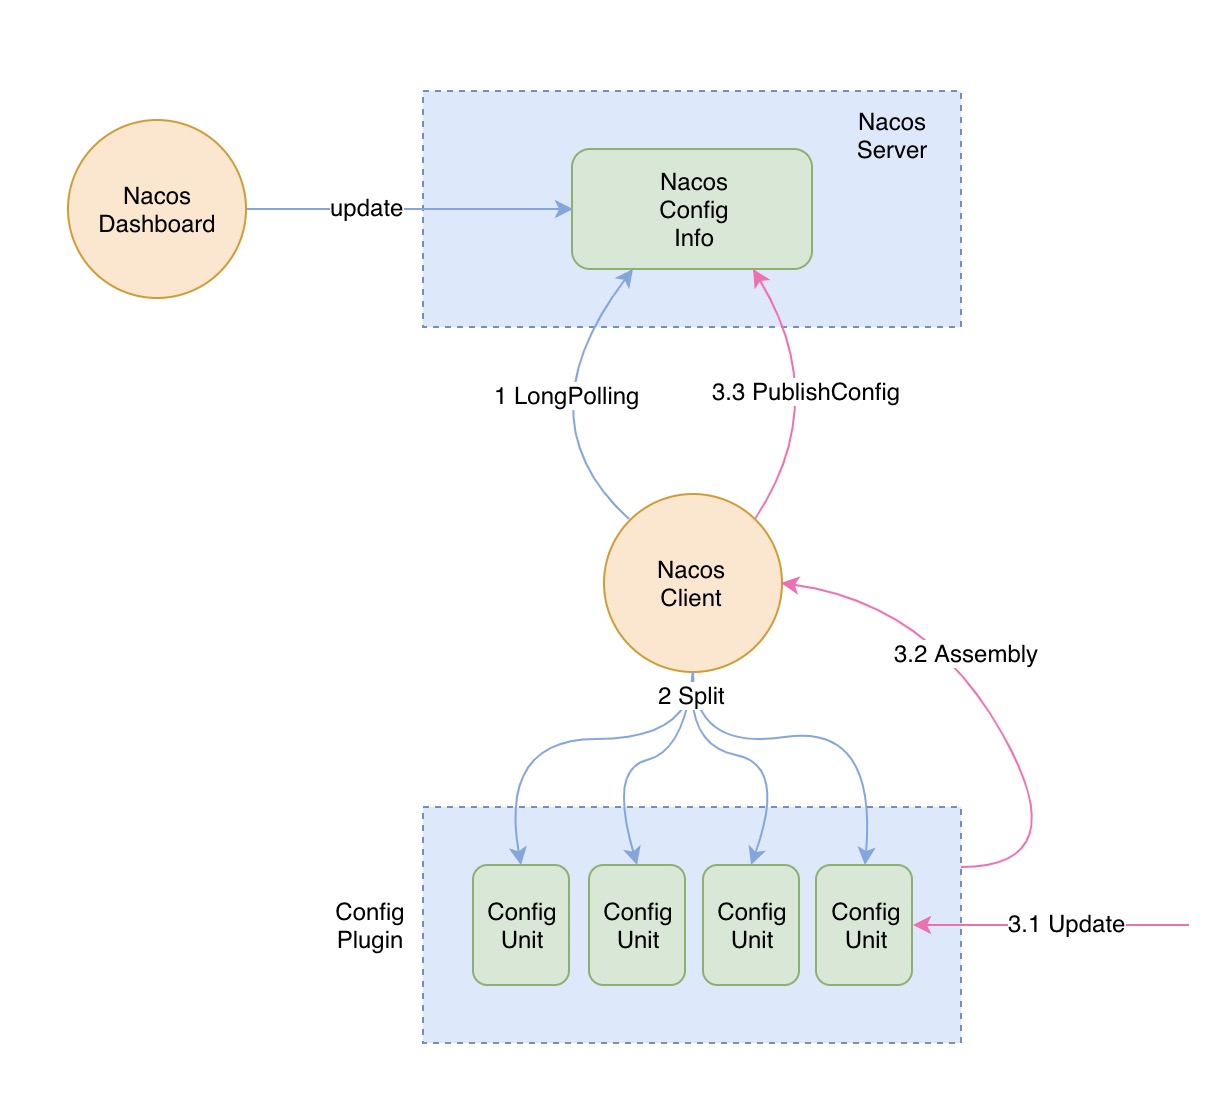 Nacos
Server
Nacos
Dashboard
update
Nacos
Config
Info
1 LongPolling
3.3 PublishConfig
Nacos
Client
3.2 Assembly
2 Split
Config
Plugin
Config
Unit
Config
Unit
Config
Unit
Config
Unit
3.1 Update